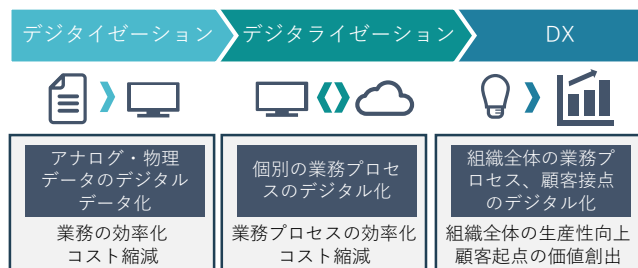 デジタイゼーション
デジタライゼーション
DX
アナログ・物理
データのデジタル
データ化
業務の効率化
コスト縮減
個別の業務プロセ
スのデジタル化
業務プロセスの効率化
コスト縮減
組織全体の業務プ
ロセス、顧客接点
のデジタル化
組織全体の生産性向上
顧客起点の価値創出